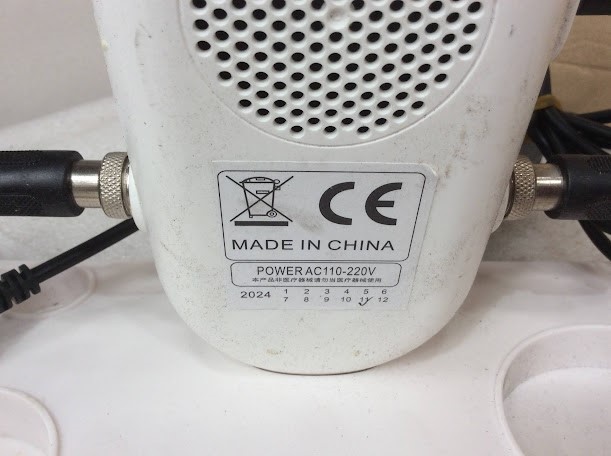 CE
MADE IN CHINA
POWER AC110-220V
本产品非医疗器械请勿当医疗器械使用
2024 1 2 3 4 5 6
7 8 9 10 11 12